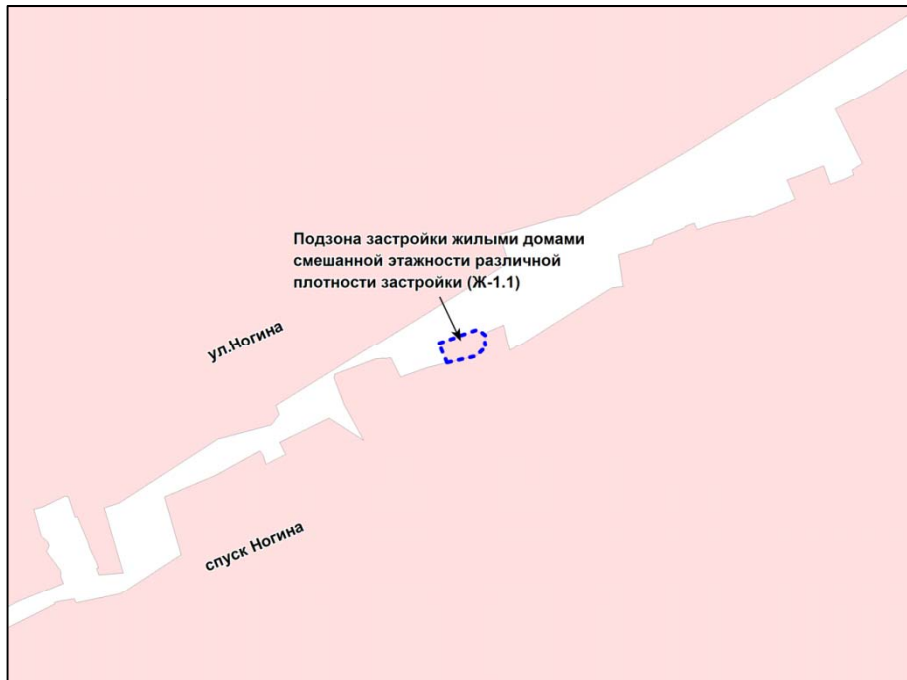 Подзона застройки жилыми домами
смешанной этажности различной
плотности застройки (Ж-1.1)
ул.Ногина
спуск Ногина